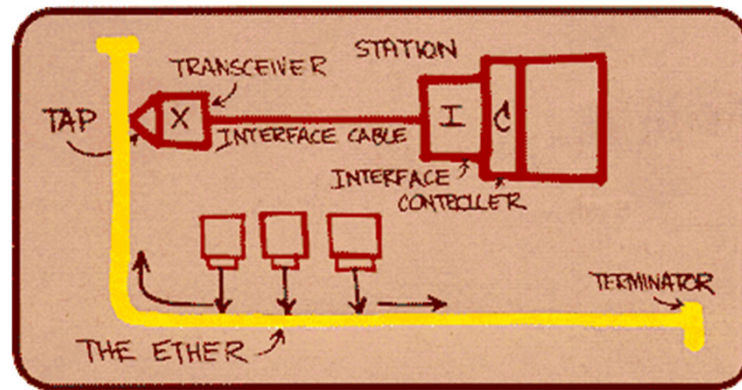 STATION
TRANSCEIVER
TAP
X
INTERFACE CABLE
I
C
INTERFACE
CONTROLLER
TERMINATOR
THE ETHER